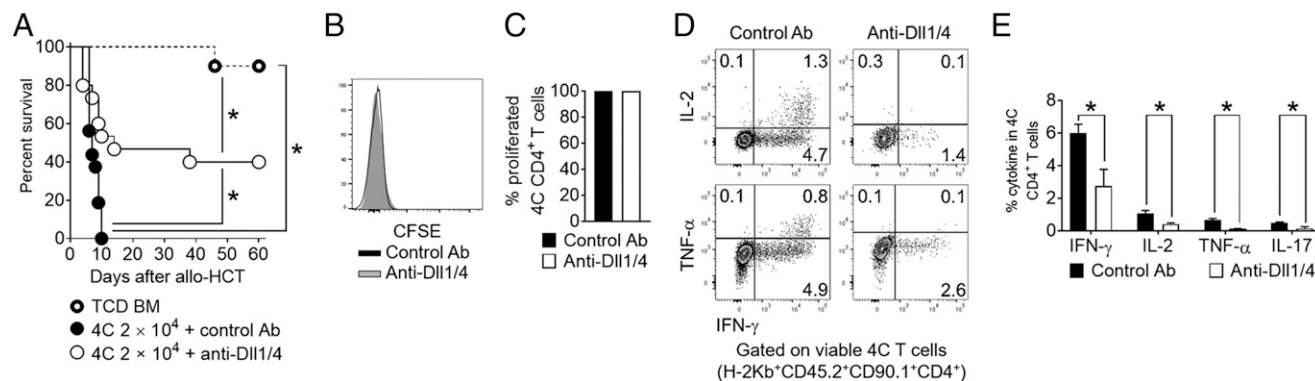 A
Percent survival
100
80
60
40
20
0
0 10 20 30 40 50 60
Days after allo-HCT
*
*
*
TCD BM
4C 2 × 10⁴ + control Ab
4C 2 × 10⁴ + anti-Dll1/4
B
CFSE
Control Ab
Anti-Dll1/4
C
% proliferated
4C CD4⁺ T cells
100
80
60
40
20
0
Control Ab
Anti-Dll1/4
D
Control Ab Anti-Dll1/4
IL-2
0.1 1.3
4.7
0.3 0.1
1.4
TNF-α
0.1 0.8
4.9
0.1 0.1
2.6
IFN-γ
Gated on viable 4C T cells
(H-2Kb⁺CD45.2⁺CD90.1⁺CD4⁺)
E
% cytokine in 4C
CD4⁺ T cells
8
6
4
2
0
* * * *
IFN-γ IL-2 TNF-α IL-17
Control Ab Anti-Dll1/4